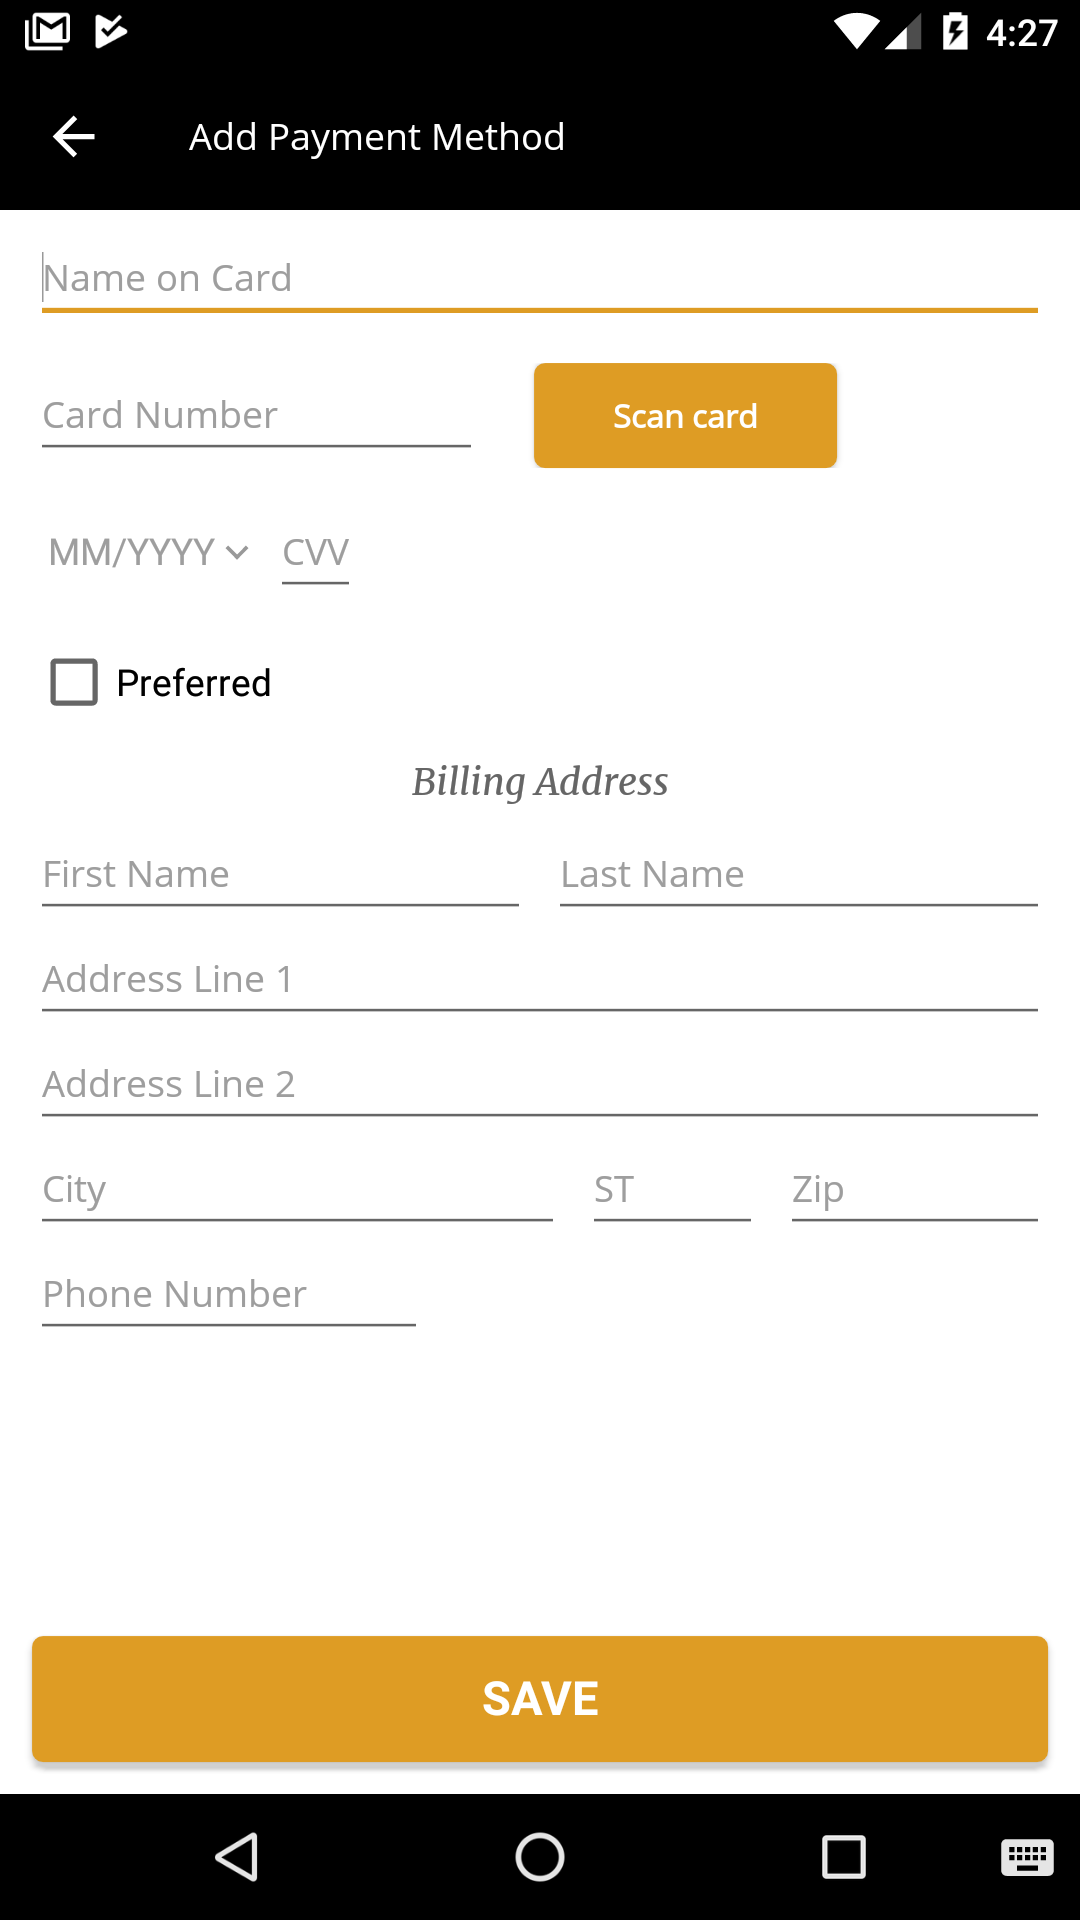 4:27
Add Payment Method
Name on Card
Card Number
Scan card
MM/YYYY CVV
Preferred
Billing Address
First Name Last Name
Address Line 1
Address Line 2
City ST Zip
Phone Number
SAVE